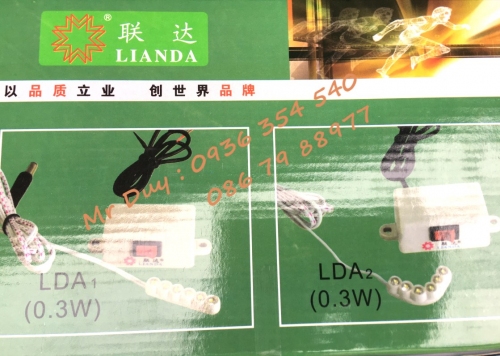 联达 ®
LIANDA
以品质立业 创世界品牌
Mr Duy : 0936 354 540
086 79 88977
LDA1
(0.3W)
LDA2
(0.3W)